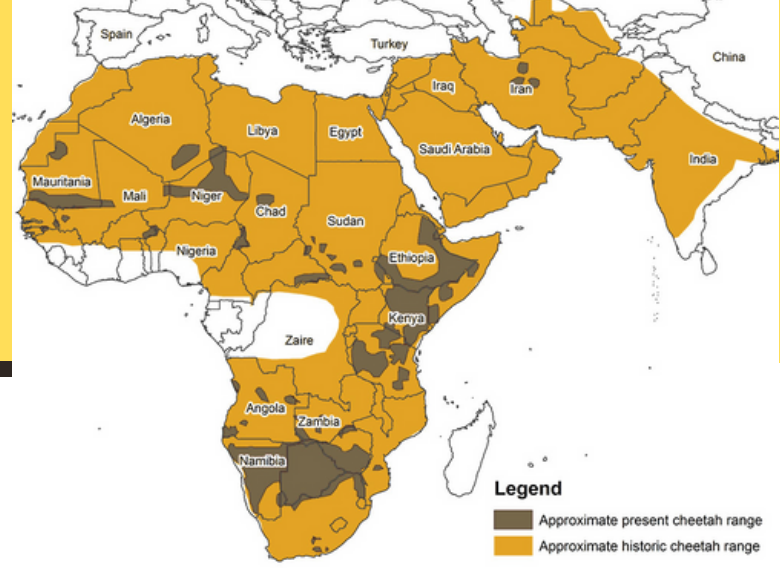 Spain
Turkey
China
Iraq
Iran
Algeria
Libya
Egypt
Saudi Arabia
India
Mauritania
Mali
Niger
Chad
Sudan
Nigeria
Ethiopia
Kenya
Zaire
Angola
Zambia
Namibia
Legend
Approximate present cheetah range
Approximate historic cheetah range